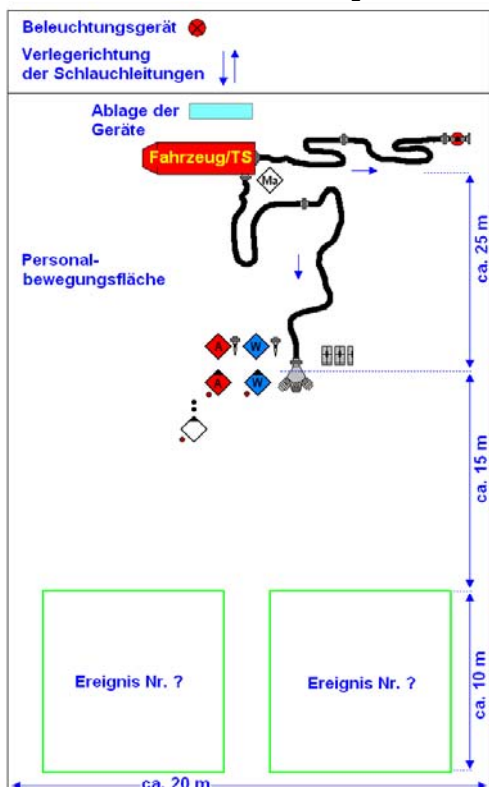 Beleuchtungsgerät
Verlegerichtung
der Schlauchleitungen
Ablage der
Geräte
Fahrzeug/TS
Ma
ca. 25 m
Personal-
bewegungsfläche
A
W
A
W
ca. 15 m
Ereignis Nr. ?
Ereignis Nr. ?
ca. 10 m
ca. 20 m